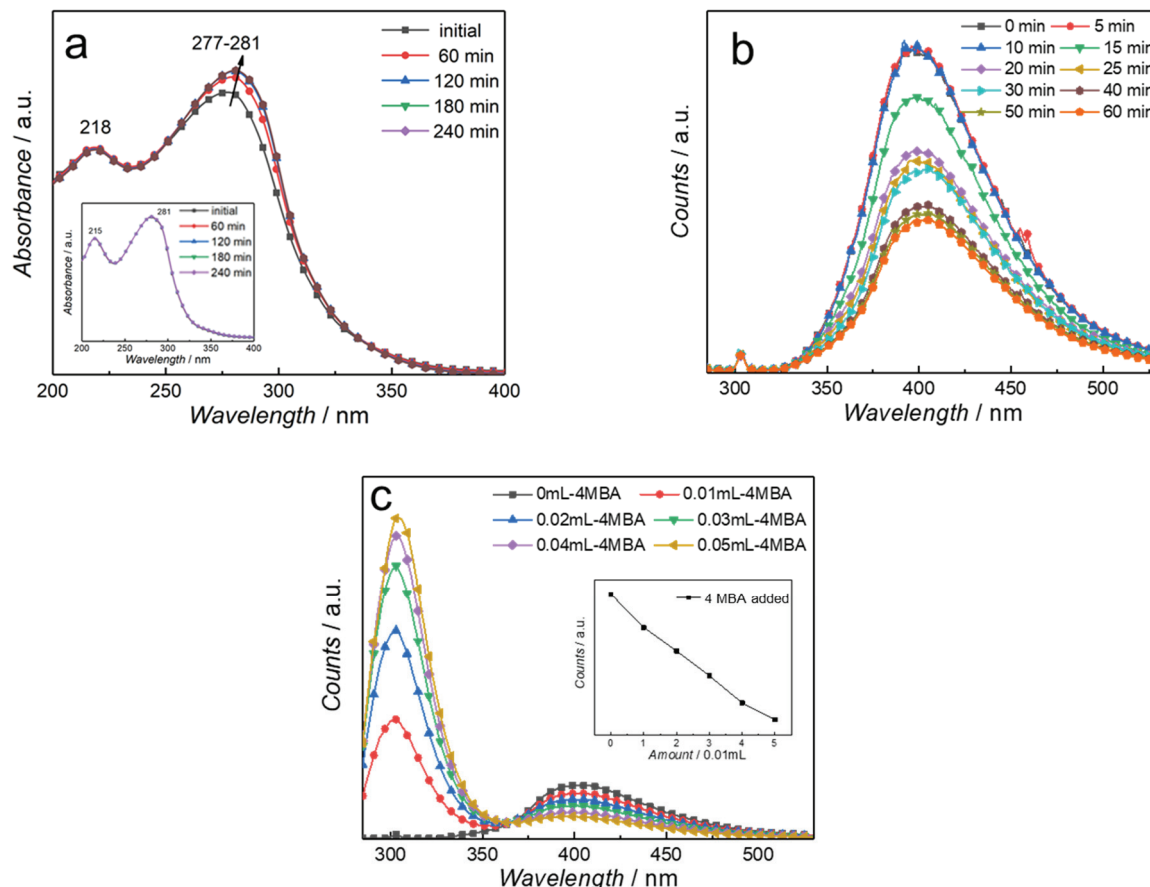 a
277-281
218
initial
60 min
120 min
180 min
240 min
Absorbance / a.u.
200 250 300 350 400
Wavelength / nm
215
281
initial
60 min
120 min
180 min
240 min
Absorbance / a.u.
200 250 300 350 400
Wavelength / nm
b
0 min 5 min
10 min 15 min
20 min 25 min
30 min 40 min
50 min 60 min
Counts / a.u.
300 350 400 450 500
Wavelength / nm
c
0mL-4MBA 0.01mL-4MBA
0.02mL-4MBA 0.03mL-4MBA
0.04mL-4MBA 0.05mL-4MBA
Counts / a.u.
300 350 400 450 500
Wavelength / nm
4 MBA added
Counts / a.u.
0 1 2 3 4 5
Amount / 0.01mL